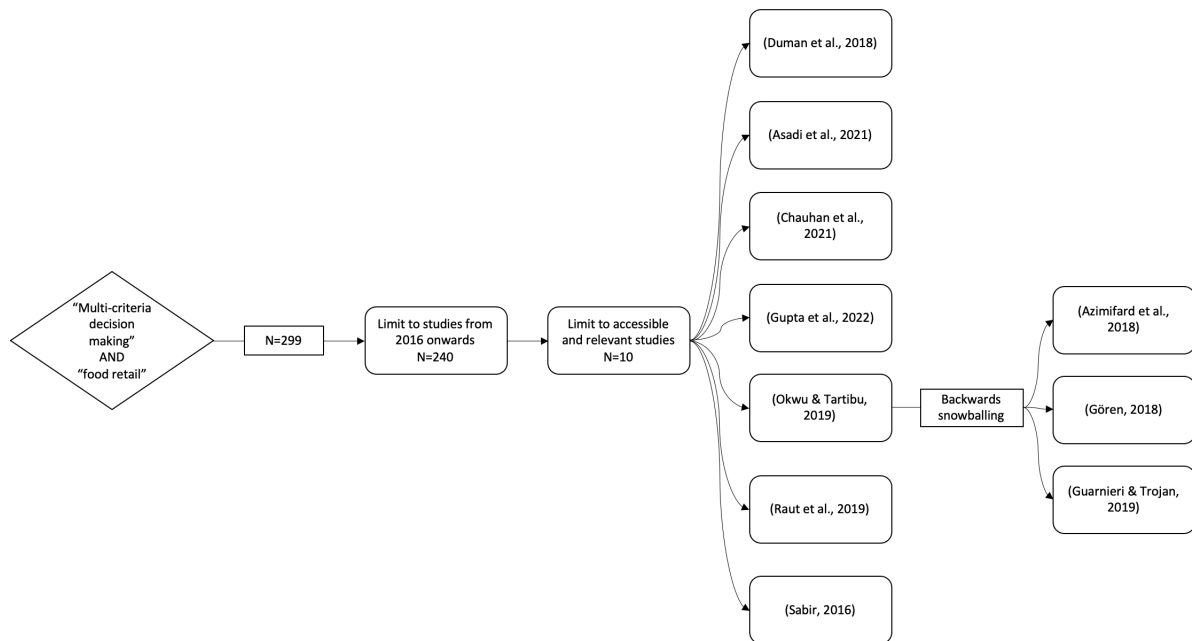 “Multi-criteria
decision
making”
AND
“food retail”
N=299
Limit to studies from
2016 onwards
N=240
Limit to accessible
and relevant studies
N=10
(Duman et al., 2018)
(Asadi et al., 2021)
(Chauhan et al.,
2021)
(Gupta et al., 2022)
(Okwu & Tartibu,
2019)
(Raut et al., 2019)
(Sabir, 2016)
Backwards
snowballing
(Azimifard et al.,
2018)
(Gören, 2018)
(Guarnieri & Trojan,
2019)